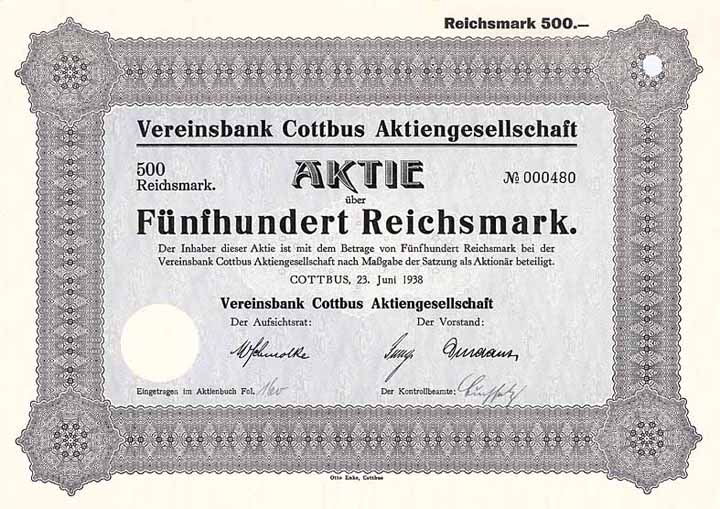 Reichsmark 500.—
Vereinsbank Cottbus Aktiengesellschaft
500
Reichsmark.
AKTIE
№ 000480
über
Fünfhundert Reichsmark.
Der Inhaber dieser Aktie ist mit dem Betrage von Fünfhundert Reichsmark bei der
Vereinsbank Cottbus Aktiengesellschaft nach Maßgabe der Satzung als Aktionär beteiligt.
COTTBUS, 23. Juni 1938
Vereinsbank Cottbus Aktiengesellschaft
Der Aufsichtsrat: Der Vorstand:
WSchmolke
Eingetragen im Aktienbuch Fol. 160 Der Kontrollbeamte:
Otto Enke, Cottbus